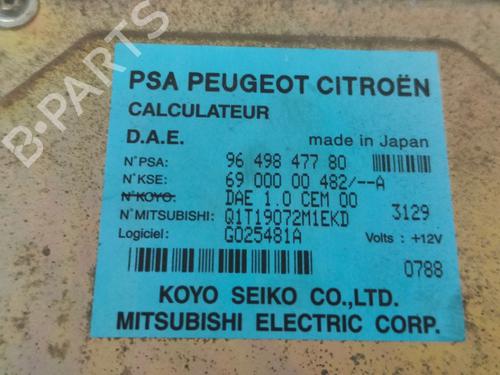 PSA PEUGEOT CITROËN
CALCULATEUR
D.A.E. made in Japan
N°PSA: 96 498 477 80
N°KSE: 69 000 00 482/--A
N°KOYO: DAE 1.0 CEM 00
N°MITSUBISHI: Q1T19072M1EKD 3129
Logiciel: G025481A Volts : +12V
0788
KOYO SEIKO CO.,LTD.
MITSUBISHI ELECTRIC CORP.
B-PARTS